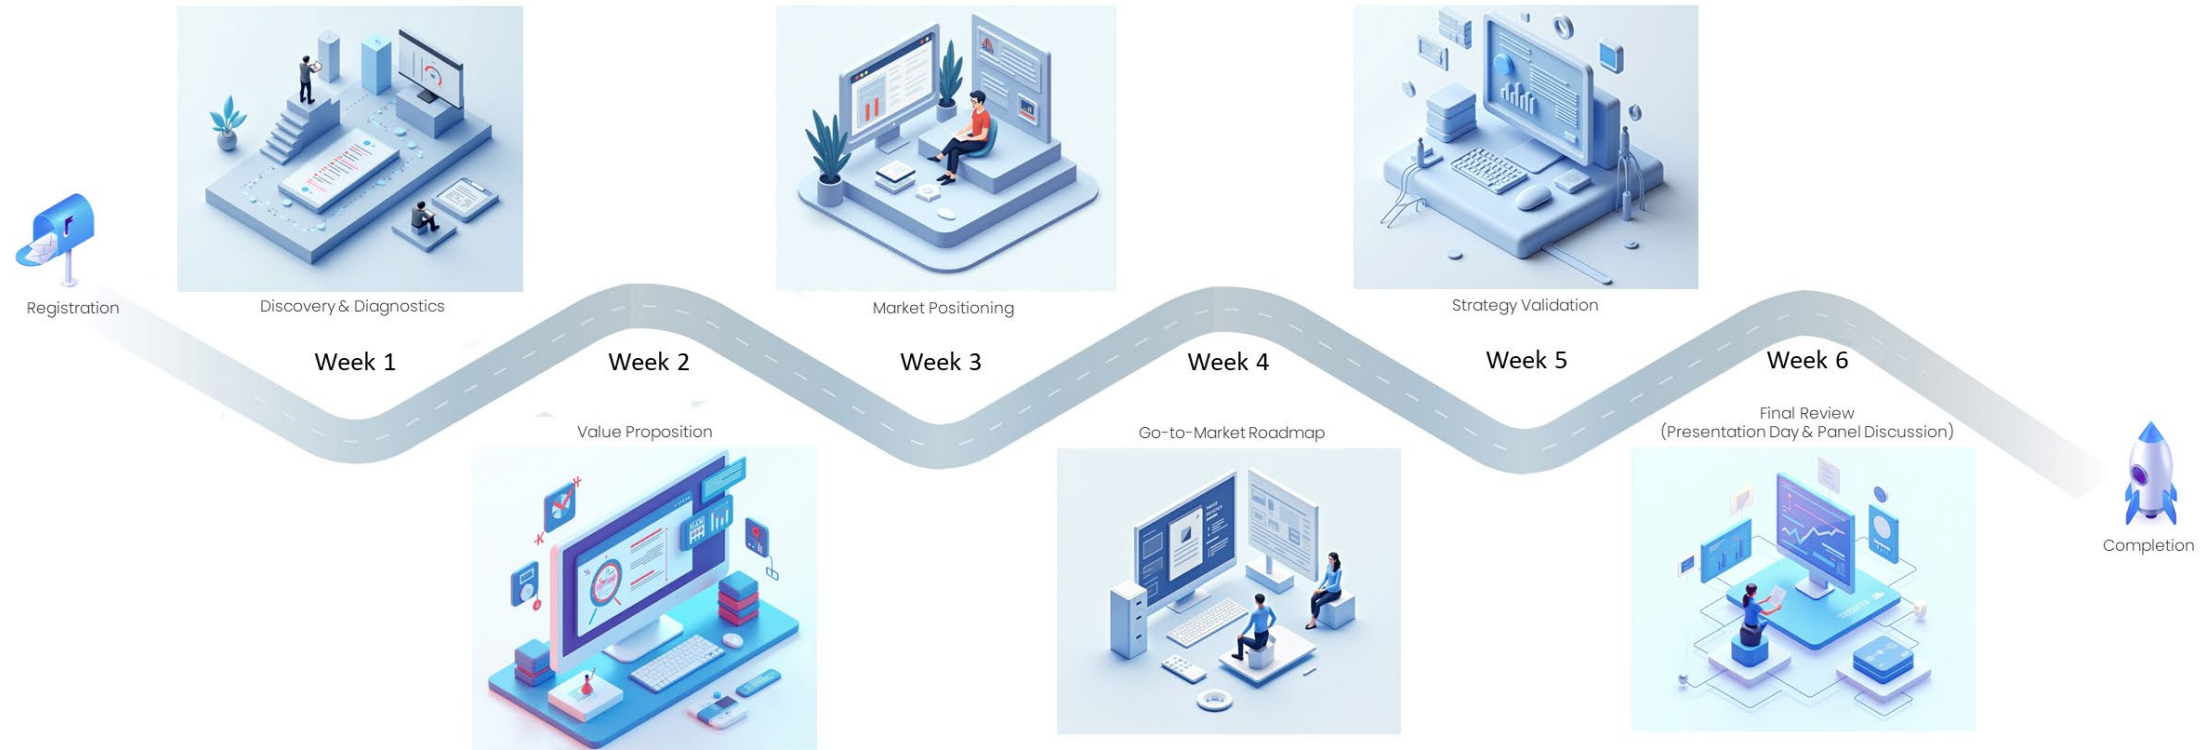 Registration
Discovery & Diagnostics
Week 1
Week 2
Value Proposition
Market Positioning
Week 3
Week 4
Go-to-Market Roadmap
Strategy Validation
Week 5
Week 6
Final Review
(Presentation Day & Panel Discussion)
Completion